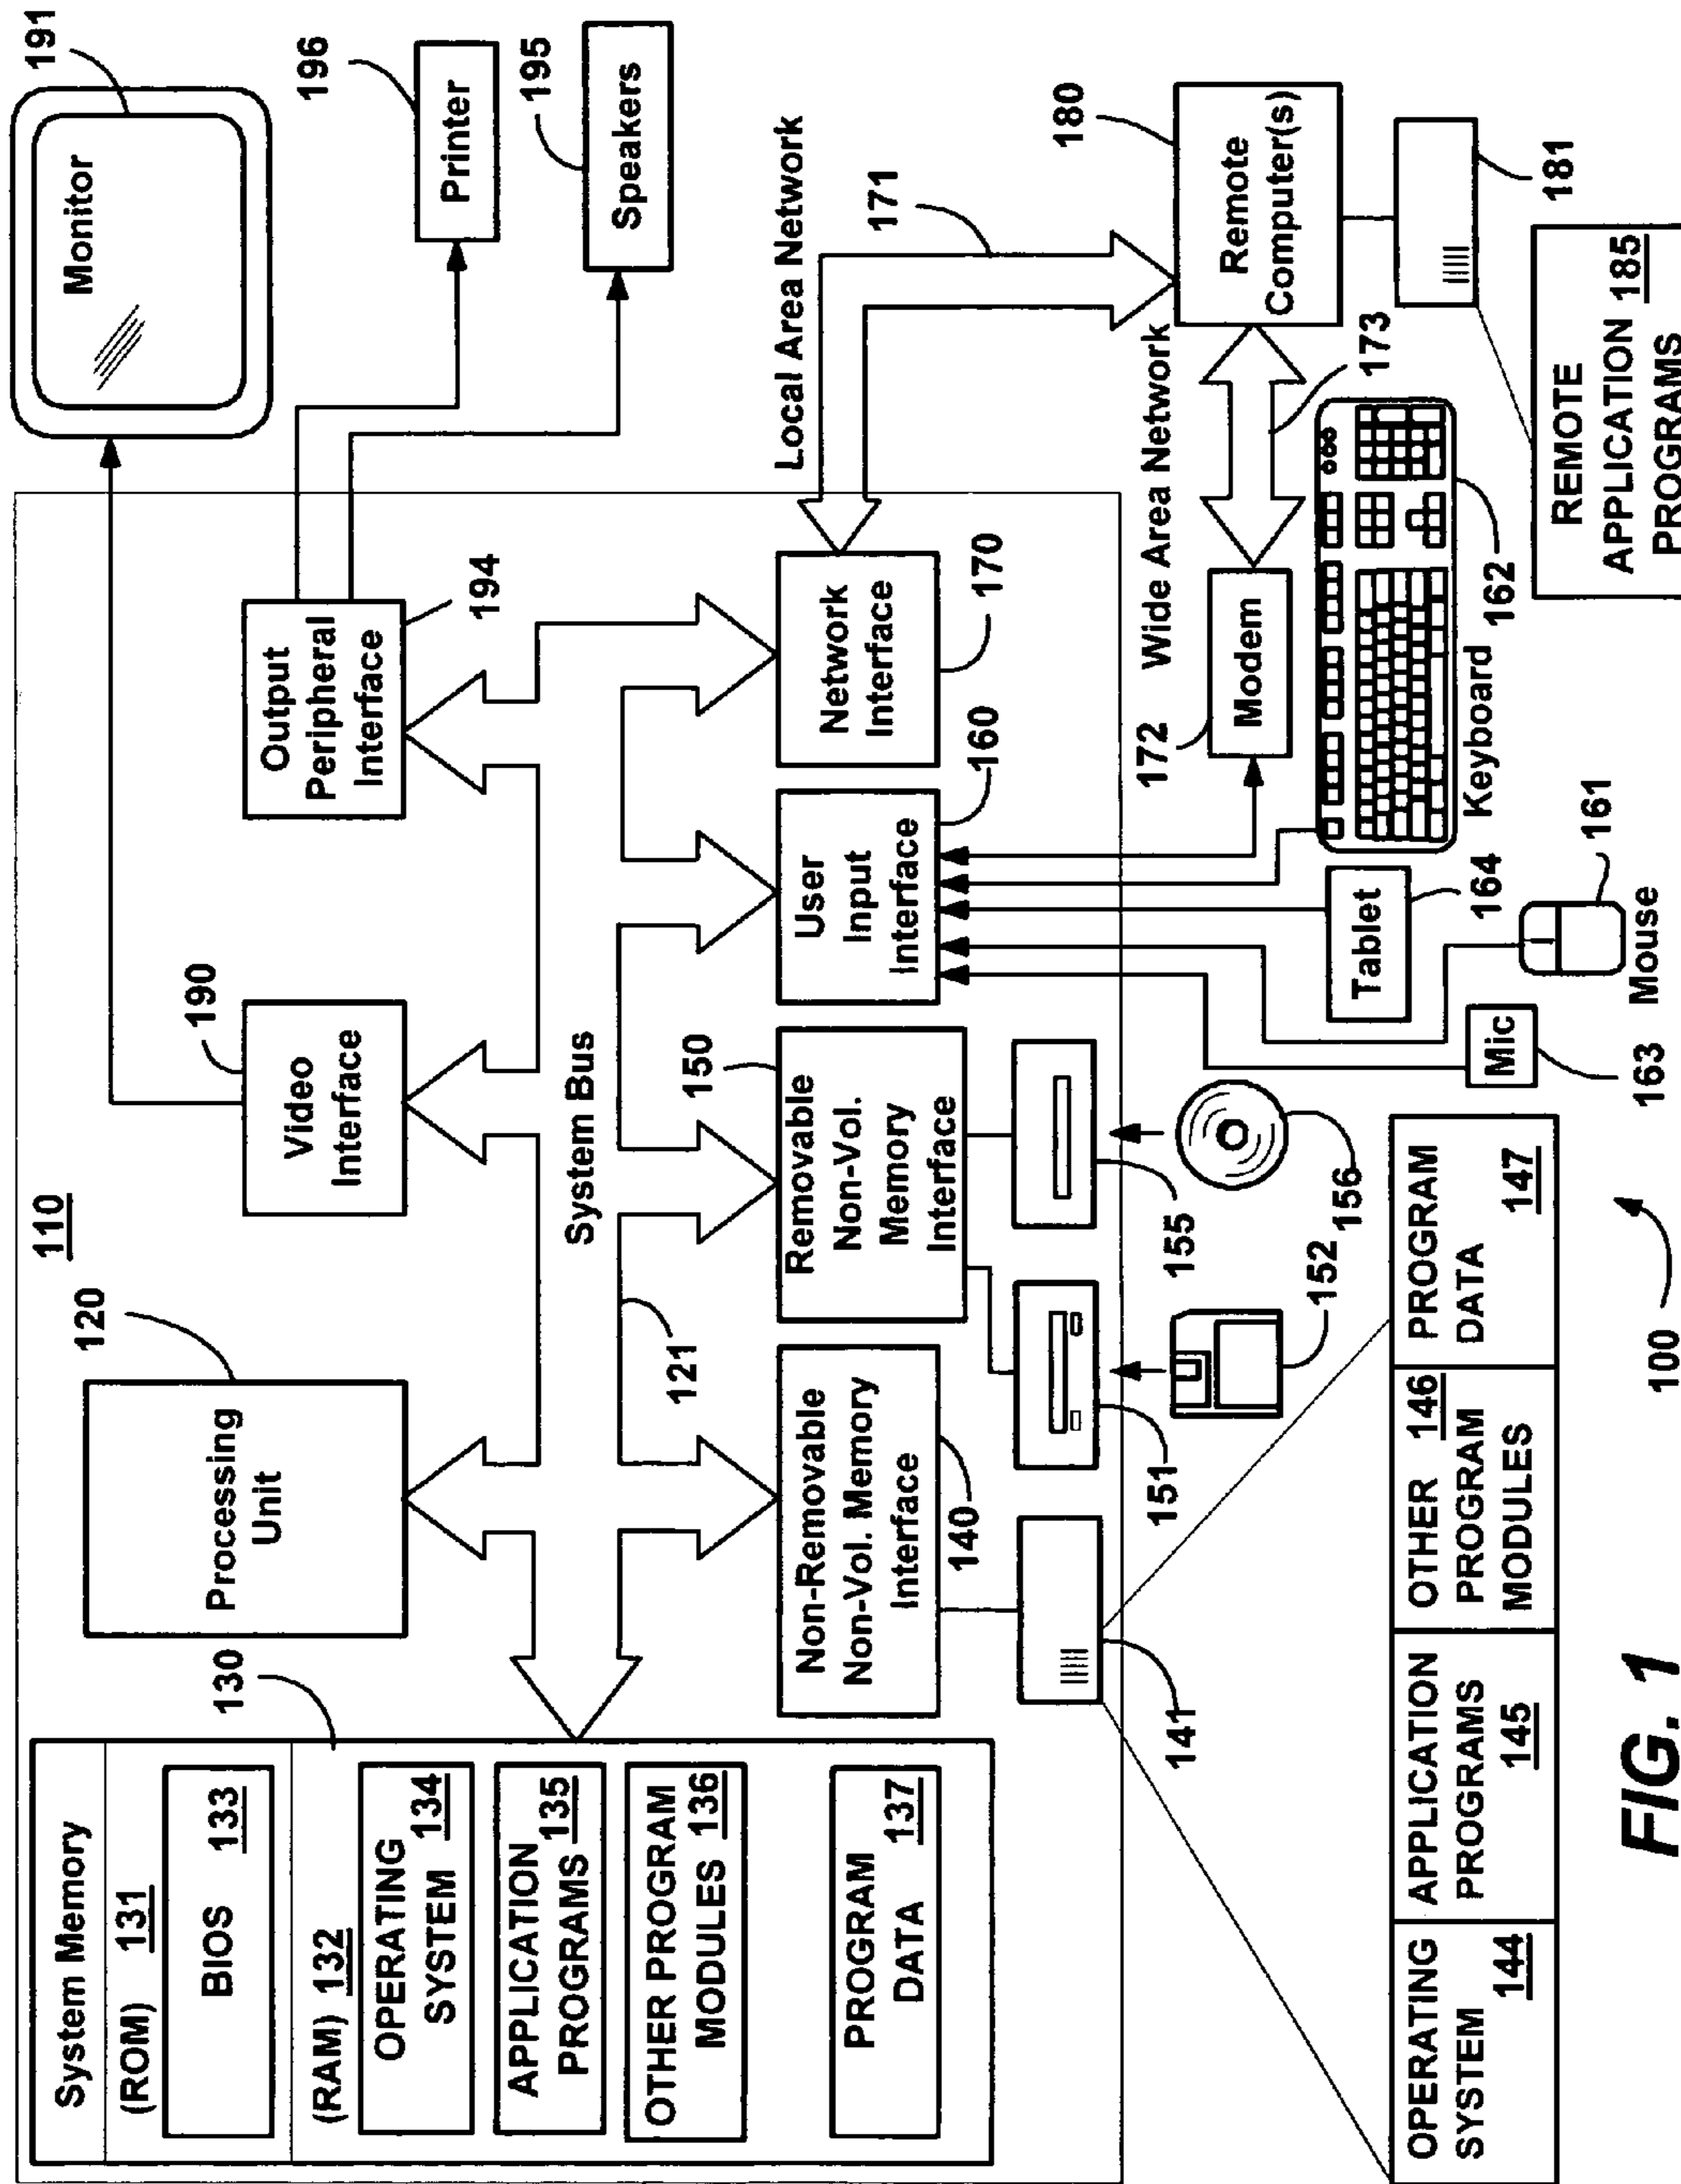 110
System Memory
(ROM) 131
BIOS 133
(RAM) 132
OPERATING
SYSTEM 134
APPLICATION
PROGRAMS 135
OTHER PROGRAM
MODULES 136
PROGRAM
DATA 137
130
120
Processing
Unit
190
Video
Interface
Output
Peripheral
Interface
194
Monitor
191
196
Printer
195
Speakers
System Bus
121
Non-Removable
Non-Vol. Memory
Interface
140
Removable
Non-Vol.
Memory
Interface
150
User
Input
Interface
160
Network
Interface
170
Local Area Network
171
141
151
152
155
156
Mic
163
Mouse
161
Tablet
164
Keyboard
162
Modem
172
Wide Area Network
173
180
Remote
Computer(s)
181
REMOTE
APPLICATION 185
PROGRAMS
OPERATING
SYSTEM
144
APPLICATION
PROGRAMS
145
OTHER 146
PROGRAM
MODULES
PROGRAM
DATA
147
100
FIG. 1